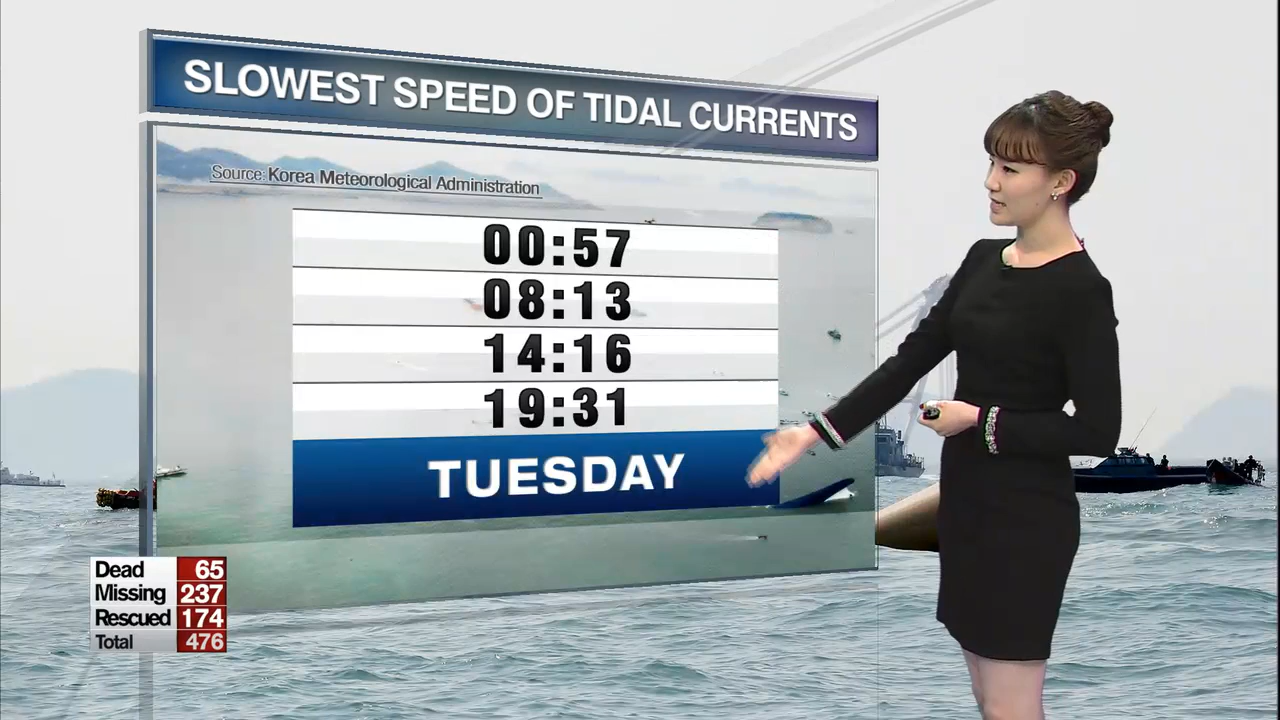 SLOWEST SPEED OF TIDAL CURRENTS
Source: Korea Meteorological Administration
00:57
08:13
14:16
19:31
TUESDAY
Dead 65
Missing 237
Rescued 174
Total 476